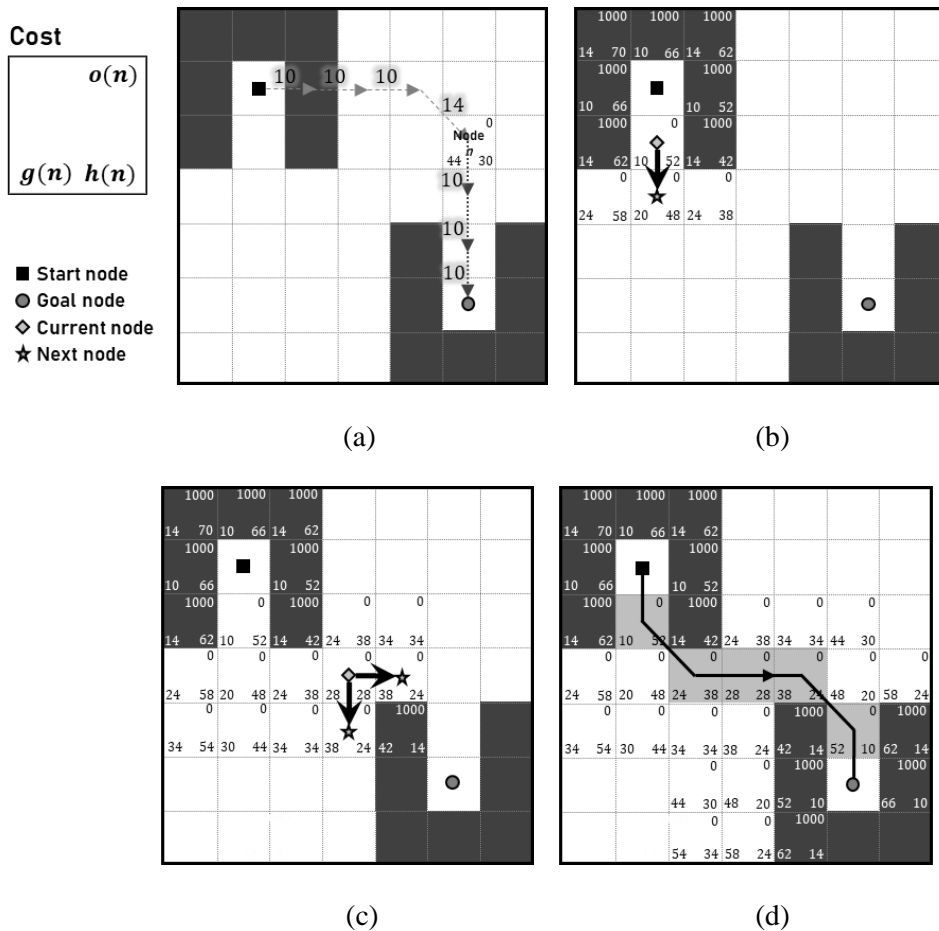 Cost
o(n)
g(n) h(n)
Start node
Goal node
Current node
Next node
10 10 10
14
0
Node
n
44 30
10
10
10
(a)
1000 1000 1000
14 70 10 66 14 62
1000 1000
10 66 10 52
1000 0 1000
14 62 10 52 14 42
0 0 0
24 58 20 48 24 38
(b)
1000 1000 1000
14 70 10 66 14 62
1000 1000
10 66 10 52
1000 0 1000 0 0
14 62 10 52 14 42 24 38 34 34
0 0 0 0 0
24 58 20 48 24 38 28 28 38 24
0 0 0 0 1000
34 54 30 44 34 34 38 24 42 14
(c)
1000 1000 1000
14 70 10 66 14 62
1000 1000
10 66 10 52
1000 0 1000 0 0 0
14 62 10 52 14 42 24 38 34 34 44 30
0 0 0 0 0 0 0
24 58 20 48 24 38 28 28 38 24 48 20 58 24
0 0 0 0 1000 0 1000
34 54 30 44 34 34 38 24 42 14 52 10 62 14
0 0 1000 1000
44 30 48 20 52 10 66 10
0 0 1000
54 34 58 24 62 14
(d)